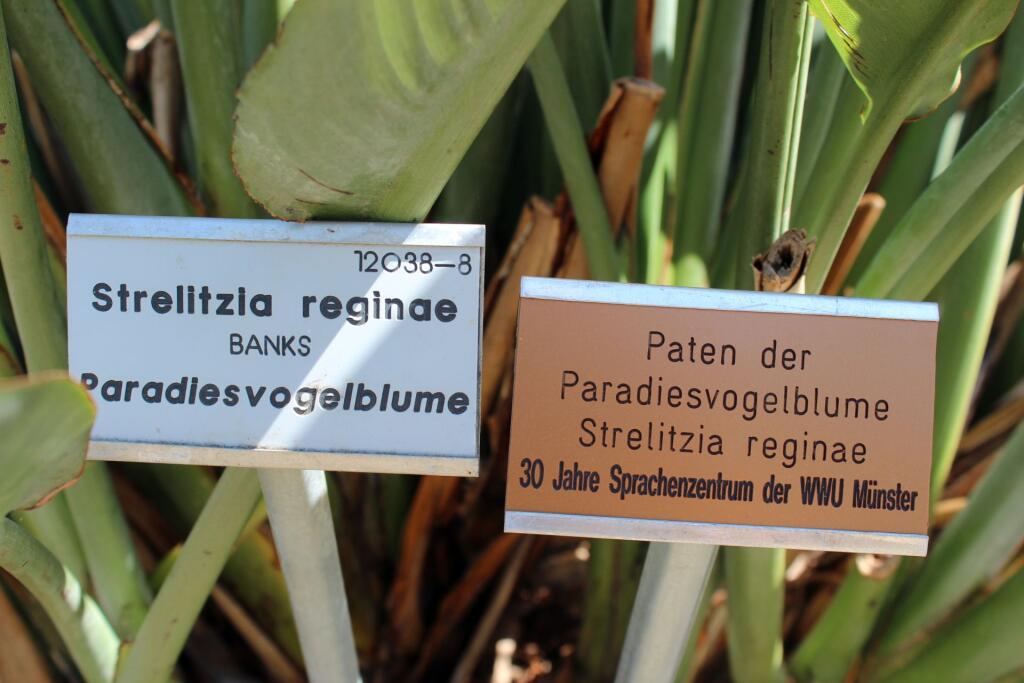 12038-8
Strelitzia reginae
BANKS
Paradiesvogelblume
Paten der
Paradiesvogelblume
Strelitzia reginae
30 Jahre Sprachenzentrum der WWU Münster